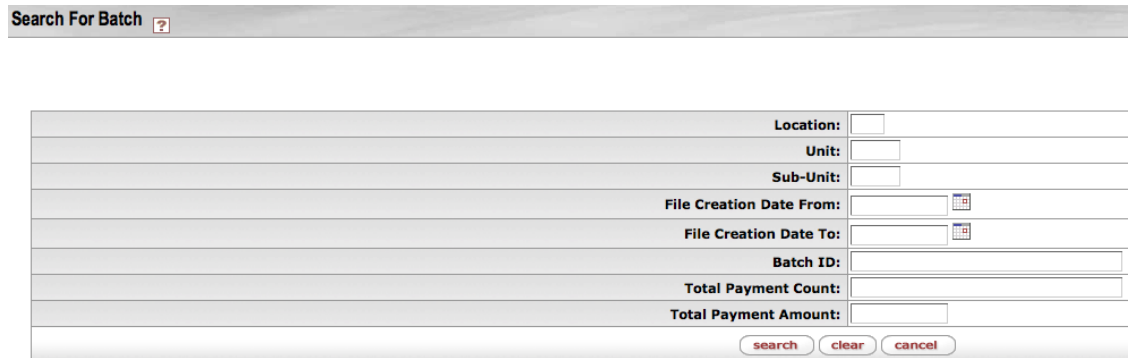 Search For Batch ?
Location:
Unit:
Sub-Unit:
File Creation Date From:
File Creation Date To:
Batch ID:
Total Payment Count:
Total Payment Amount:
search clear cancel